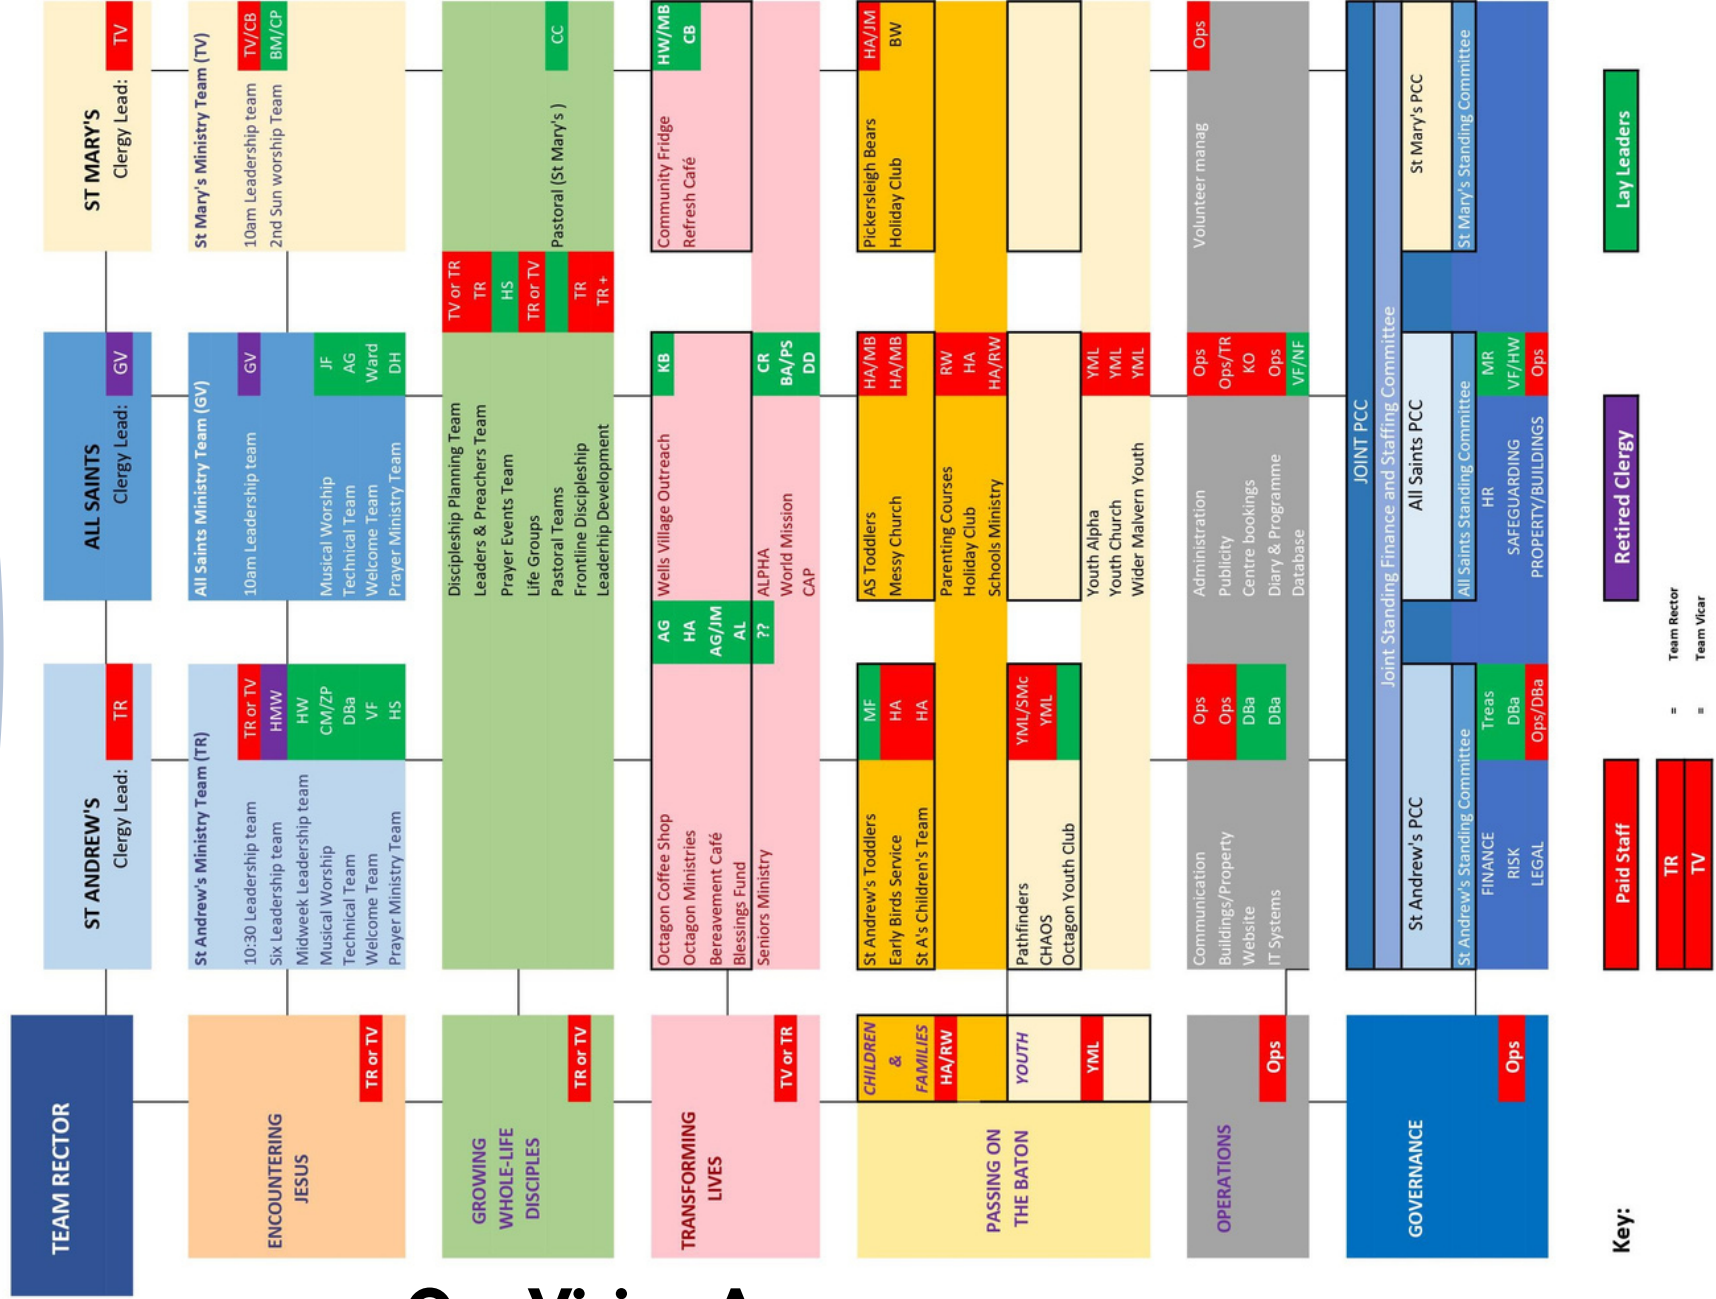 TEAM RECTOR
ST ANDREW'S
Clergy Lead:
TR
ALL SAINTS
Clergy Lead:
GV
ST MARY'S
Clergy Lead:
TV
ENCOUNTERING
JESUS
TR or TV
St Andrew's Ministry Team (TR)
10:30 Leadership team
TR or TV
Six Leadership team
HMW
Midweek Leadership team
HW
Musical Worship
CM/ZP
Technical Team
DBa
Welcome Team
VF
Prayer Ministry Team
HS
All Saints Ministry Team (GV)
10am Leadership team
GV
Musical Worship
JF
Technical Team
AG
Welcome Team
Ward
Prayer Ministry Team
DH
St Mary's Ministry Team (TV)
10am Leadership team
TV/CB
2nd Sun worship Team
BM/CP
GROWING
WHOLE-LIFE
DISCIPLES
TR or TV
Discipleship Planning Team
TV or TR
Leaders & Preachers Team
TR
Prayer Events Team
HS
Life Groups
TR or TV
Pastoral Teams
Frontline Discipleship
TR
Leaderhip Development
TR +
Pastoral (St Mary's )
CC
TRANSFORMING
LIVES
TV or TR
Octagon Coffee Shop
AG
Octagon Ministries
HA
Bereavement Café
AG/JM
Blessings Fund
AL
Seniors Ministry
??
Wells Village Outreach
KB
ALPHA
CR
World Mission
BA/PS
CAP
DD
Community Fridge
HW/MB
Refresh Café
CB
PASSING ON
THE BATON
CHILDREN
&
FAMILIES
HA/RW
YOUTH
YML
St Andrew's Toddlers
MF
Early Birds Service
HA
St A's Children's Team
HA
Pathfinders
YML/SMc
CHAOS
YML
Octagon Youth Club
AS Toddlers
HA/MB
Messy Church
HA/MB
Parenting Courses
RW
Holiday Club
HA
Schools Ministry
HA/RW
Youth Alpha
YML
Youth Church
YML
Wider Malvern Youth
YML
Pickersleigh Bears
HA/JM
Holiday Club
BW
OPERATIONS
Ops
Communication
Ops
Buildings/Property
Ops
Website
DBa
IT Systems
DBa
Administration
Ops
Publicity
Ops/TR
Centre bookings
KO
Diary & Programme
Ops
Database
VF/NF
Volunteer manag
Ops
GOVERNANCE
Ops
JOINT PCC
Joint Standing Finance and Staffing Committee
St Andrew's PCC
All Saints PCC
St Mary's PCC
St Andrew's Standing Committee
All Saints Standing Committee
St Mary's Standing Committee
FINANCE
Treas
RISK
DBa
LEGAL
Ops/DBa
HR
MR
SAFEGUARDING
VF/HW
PROPERTY/BUILDINGS
Ops
Key:
Paid Staff
Retired Clergy
Lay Leaders
TR
=
Team Rector
TV
=
Team Vicar